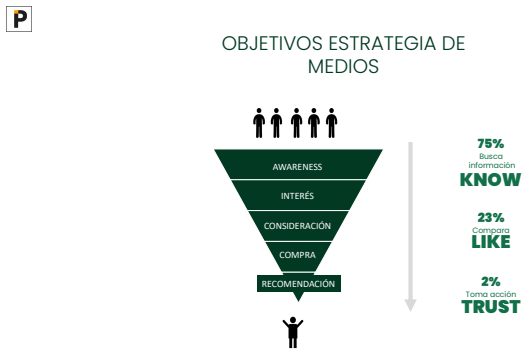 P
OBJETIVOS ESTRATEGIA DE
MEDIOS
AWARENESS
INTERÉS
CONSIDERACIÓN
COMPRA
RECOMENDACIÓN
75%
Busca
información
KNOW
23%
Compara
LIKE
2%
Toma acción
TRUST